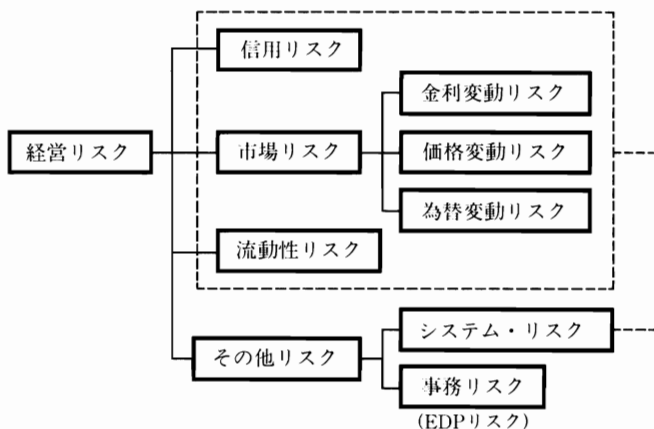 信用リスク
金利変動リスク
経営リスク
市場リスク
価格変動リスク
為替変動リスク
流動性リスク
システム・リスク
その他リスク
事務リスク
(EDPリスク)